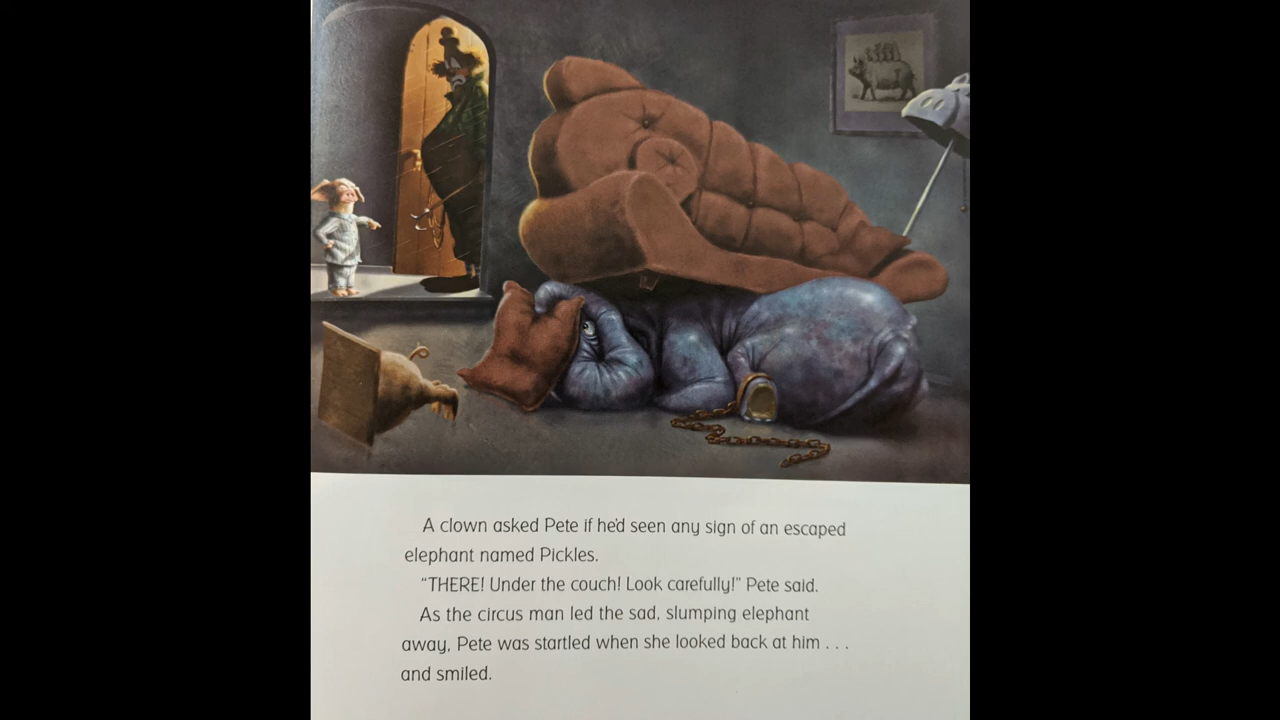 A clown asked Pete if he'd seen any sign of an escaped
elephant named Pickles.
“THERE! Under the couch! Look carefully!” Pete said.
As the circus man led the sad, slumping elephant
away, Pete was startled when she looked back at him . . .
and smiled.